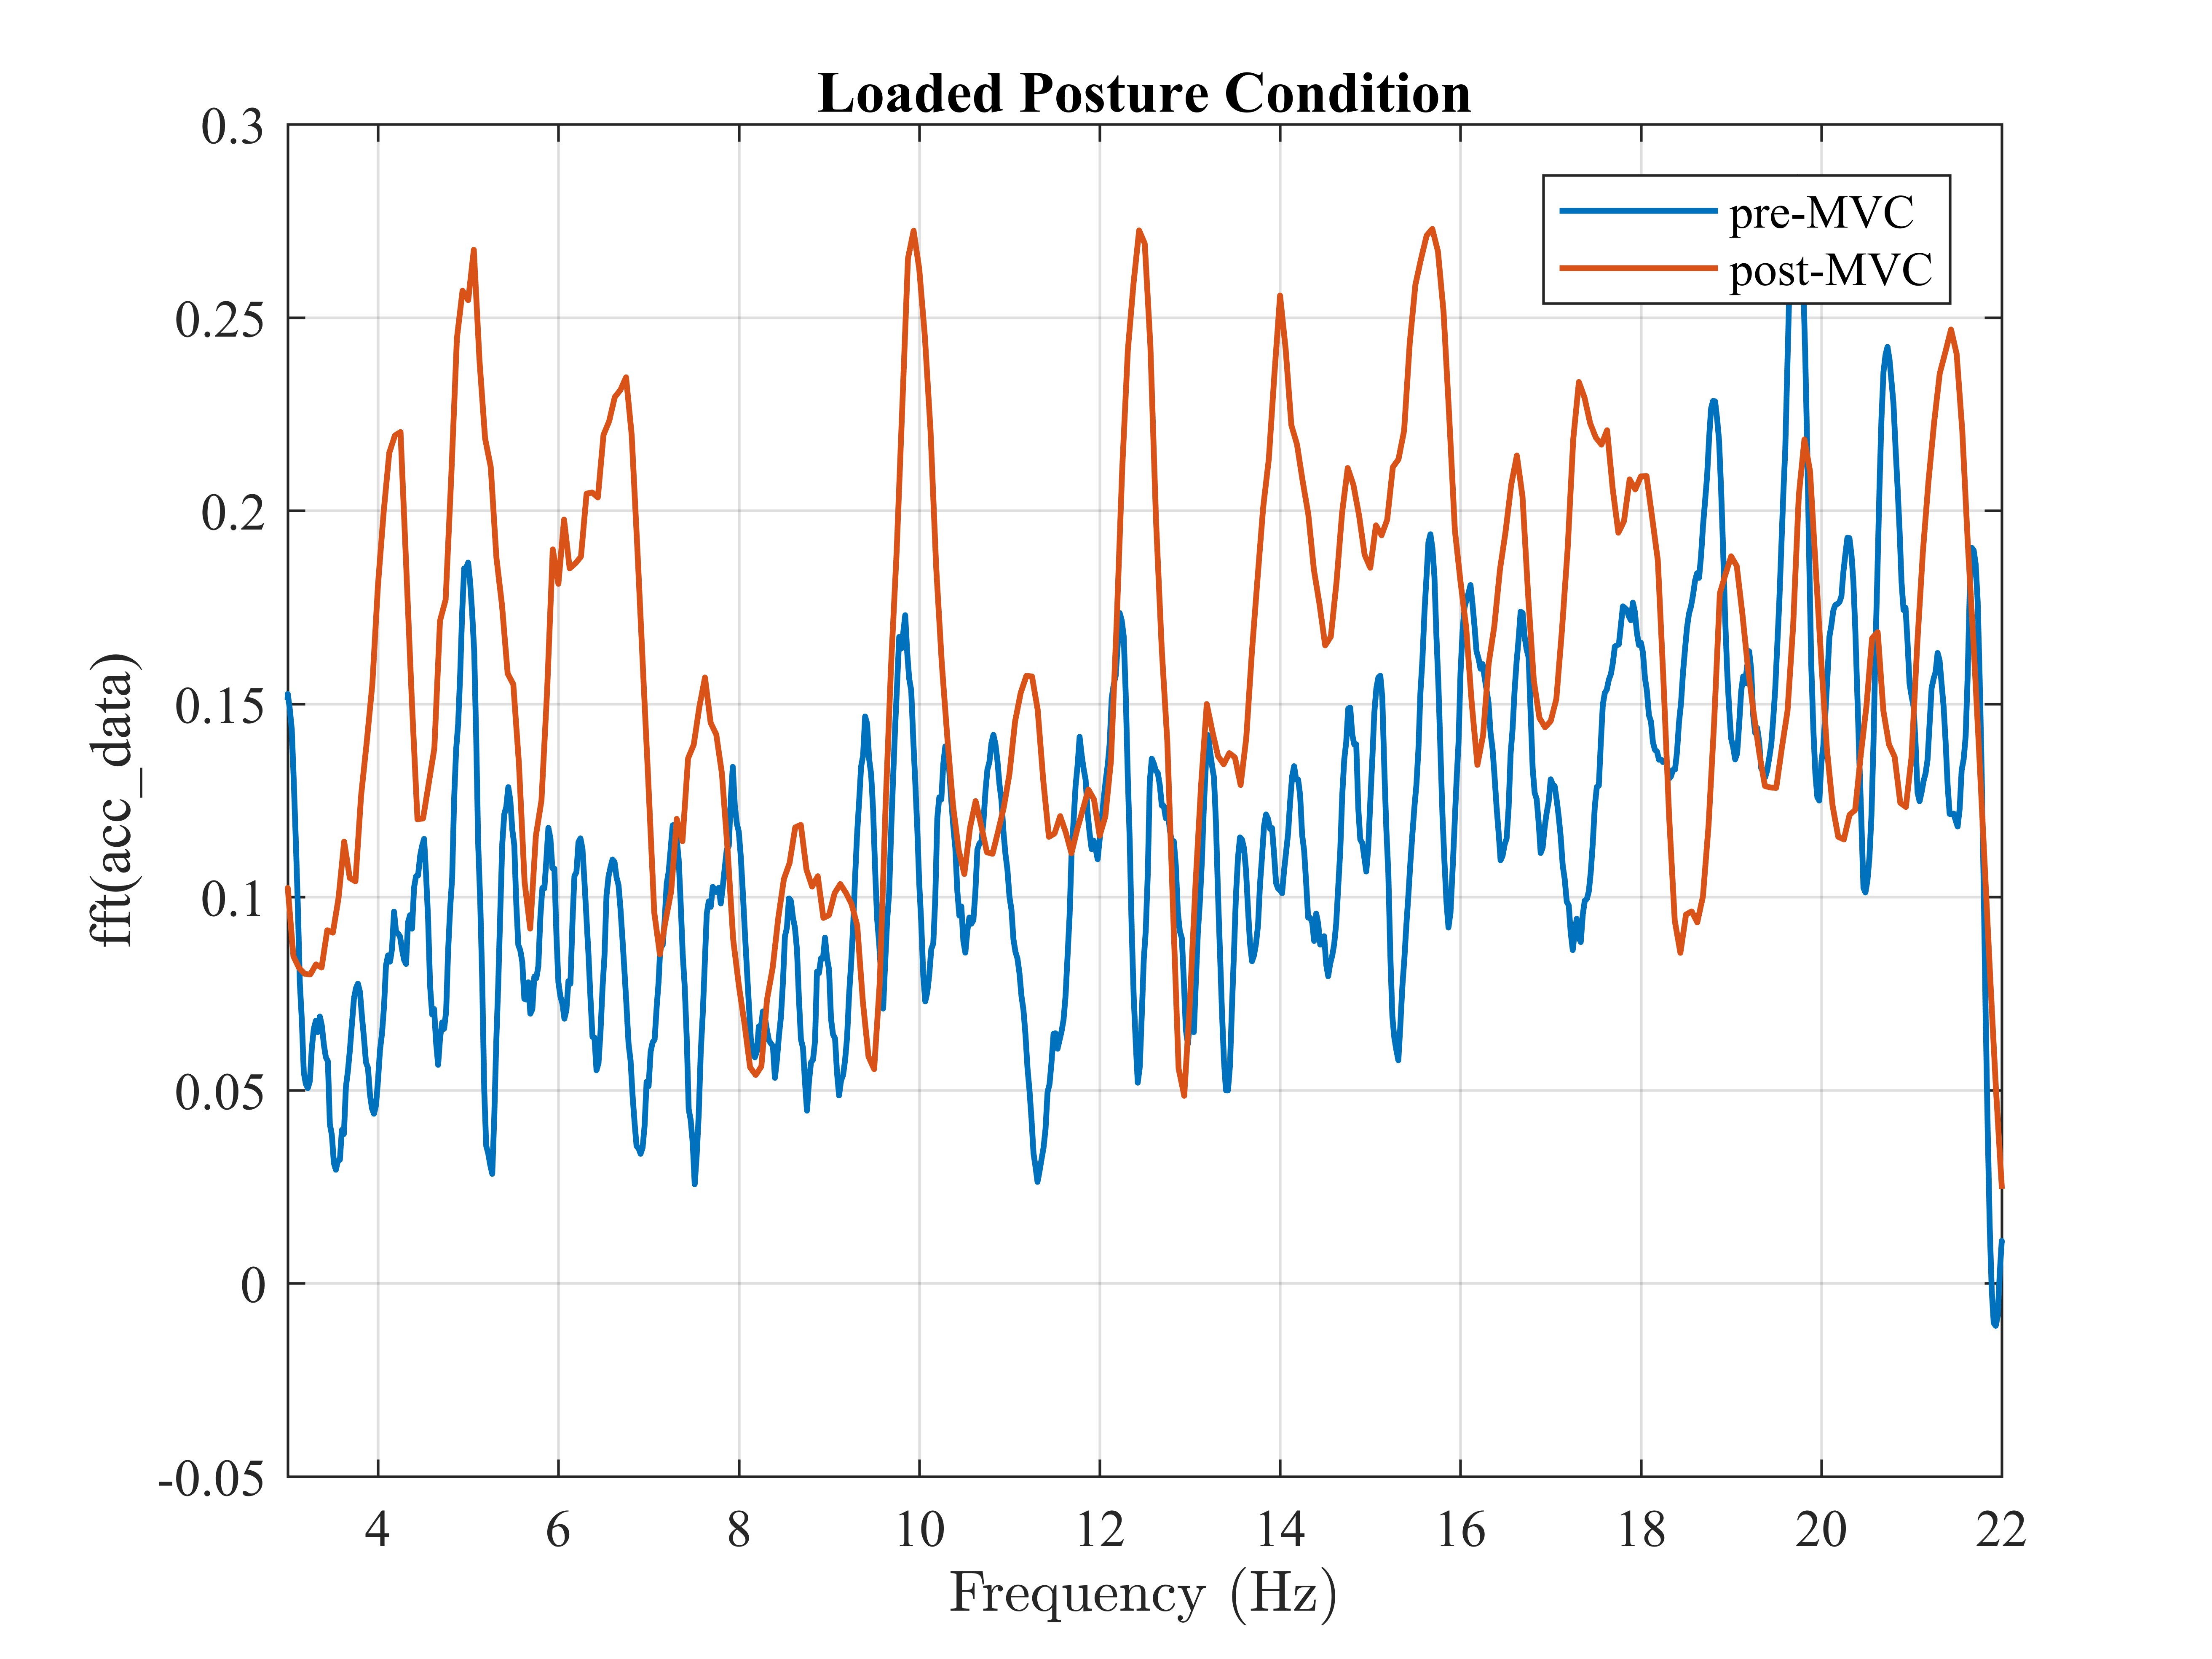 Loaded Posture Condition
0.3
0.25
0.2
0.15
0.1
0.05
0
-0.05
fft(acc_data)
pre-MVC
post-MVC
4 6 8 10 12 14 16 18 20 22
Frequency (Hz)